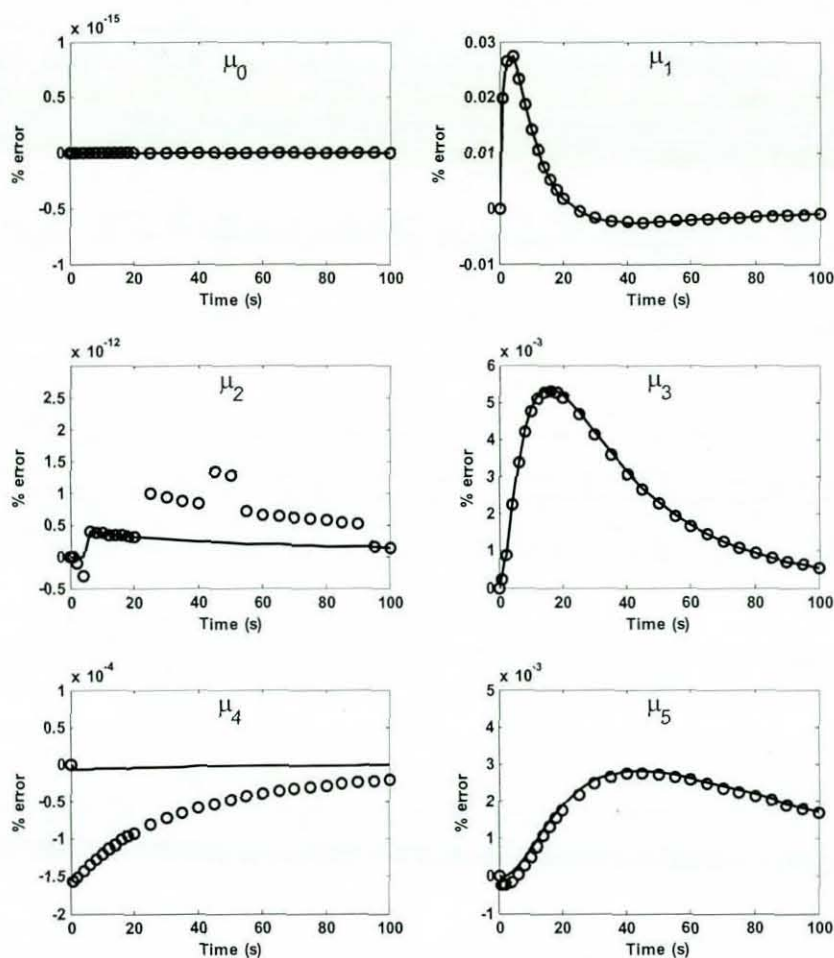 x 10⁻¹⁵
1
0.5
0
-0.5
-1
0 20 40 60 80 100
% error
Time (s)
μ₀
0.03
0.02
0.01
0
-0.01
0 20 40 60 80 100
% error
Time (s)
μ₁
x 10⁻¹²
2.5
2
1.5
1
0.5
0
-0.5
0 20 40 60 80 100
% error
Time (s)
μ₂
x 10⁻³
6
5
4
3
2
1
0
0 20 40 60 80 100
% error
Time (s)
μ₃
x 10⁻⁴
1
0.5
0
-0.5
-1
-1.5
-2
0 20 40 60 80 100
% error
Time (s)
μ₄
x 10⁻³
5
4
3
2
1
0
-1
0 20 40 60 80 100
% error
Time (s)
μ₅